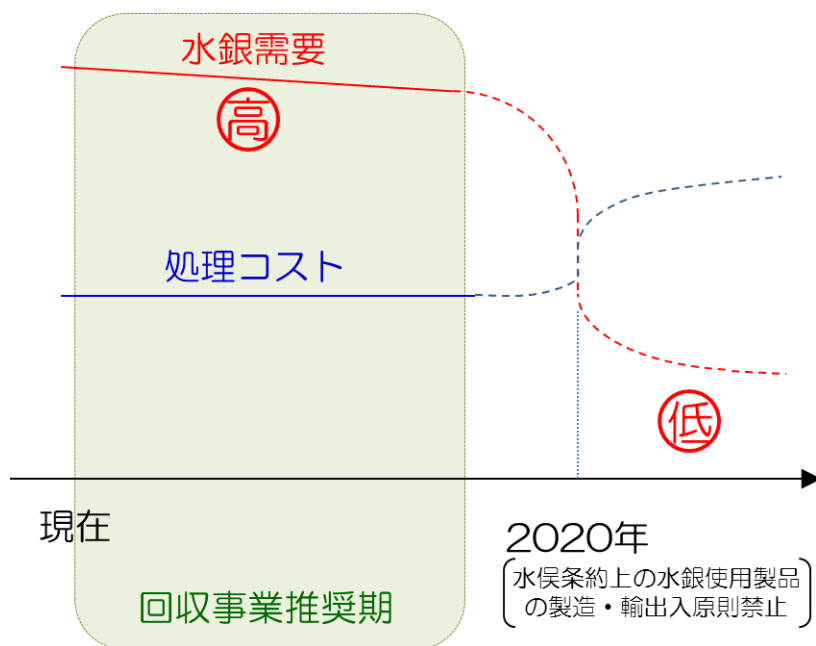 水銀需要
高
処理コスト
低
現在
2020年
水俣条約上の水銀使用製品
の製造・輸出入原則禁止
回収事業推奨期